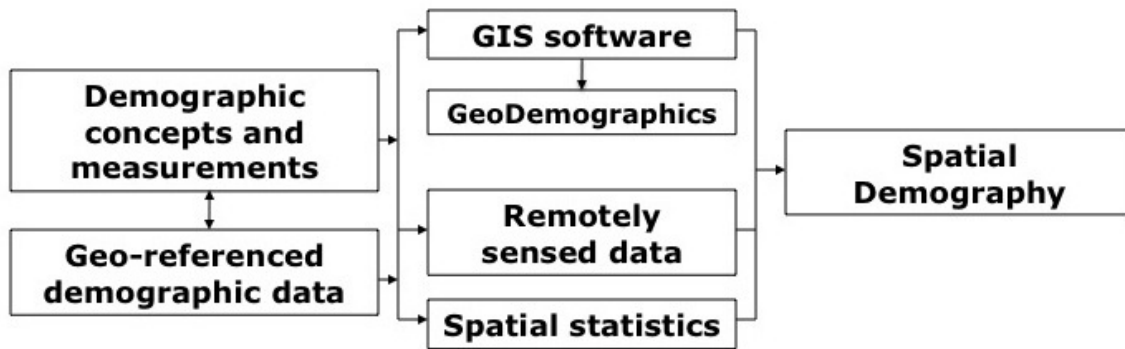 Demographic
concepts and
measurements
Geo-referenced
demographic data
GIS software
GeoDemographics
Remotely
sensed data
Spatial statistics
Spatial
Demography